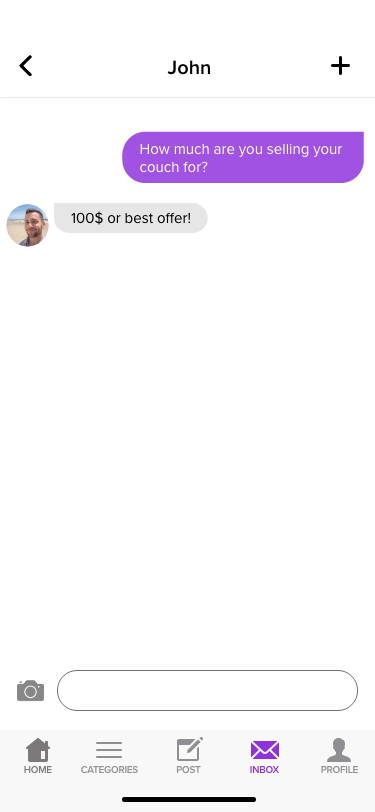 John
How much are you selling your
couch for?
100$ or best offer!
HOME
CATEGORIES
POST
INBOX
PROFILE